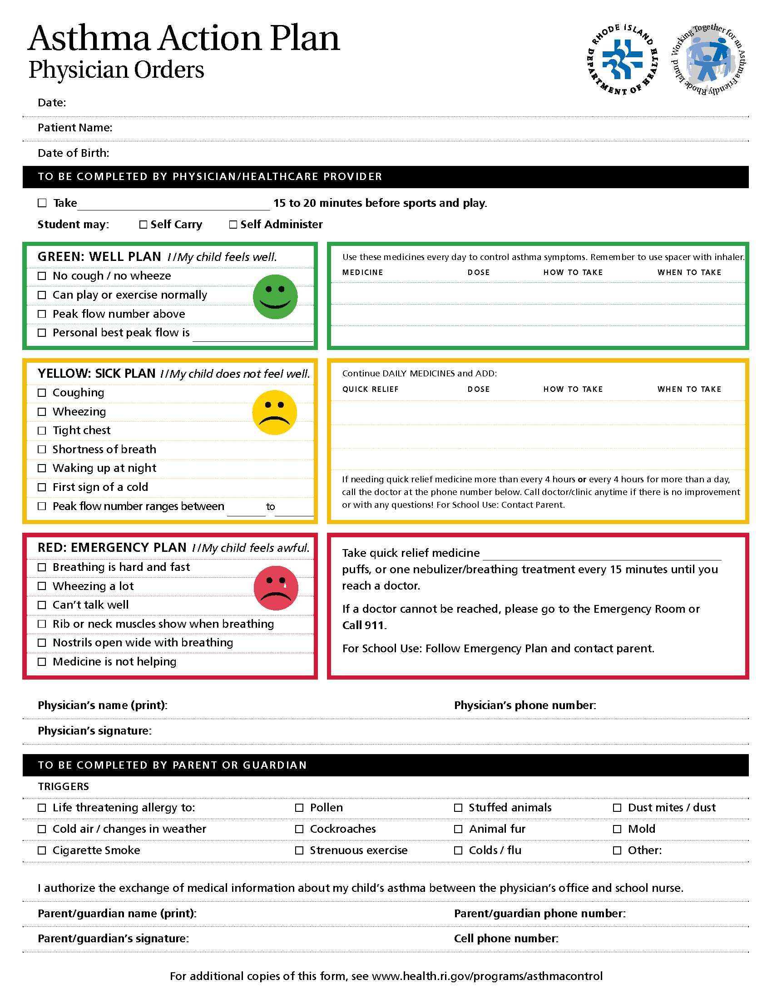 Asthma Action Plan
Physician Orders
RHODE ISLAND DEPARTMENT OF HEALTH
Working Together for an Asthma Friendly Rhode Island
Date:
Patient Name:
Date of Birth:
TO BE COMPLETED BY PHYSICIAN/HEALTHCARE PROVIDER
☐ Take____________________ 15 to 20 minutes before sports and play.
Student may: ☐ Self Carry ☐ Self Administer
GREEN: WELL PLAN I/My child feels well.
☐ No cough / no wheeze
☐ Can play or exercise normally
☐ Peak flow number above
☐ Personal best peak flow is ____________
Use these medicines every day to control asthma symptoms. Remember to use spacer with inhaler.
MEDICINE DOSE HOW TO TAKE WHEN TO TAKE
YELLOW: SICK PLAN I/My child does not feel well.
☐ Coughing
☐ Wheezing
☐ Tight chest
☐ Shortness of breath
☐ Waking up at night
☐ First sign of a cold
☐ Peak flow number ranges between ____to____
Continue DAILY MEDICINES and ADD:
QUICK RELIEF DOSE HOW TO TAKE WHEN TO TAKE
If needing quick relief medicine more than every 4 hours or every 4 hours for more than a day,
call the doctor at the phone number below. Call doctor/clinic anytime if there is no improvement
or with any questions! For School Use: Contact Parent.
RED: EMERGENCY PLAN I/My child feels awful.
☐ Breathing is hard and fast
☐ Wheezing a lot
☐ Can’t talk well
☐ Rib or neck muscles show when breathing
☐ Nostrils open wide with breathing
☐ Medicine is not helping
Take quick relief medicine ____________________
puffs, or one nebulizer/breathing treatment every 15 minutes until you
reach a doctor.
If a doctor cannot be reached, please go to the Emergency Room or
Call 911.
For School Use: Follow Emergency Plan and contact parent.
Physician’s name (print): Physician’s phone number:
Physician’s signature:
TO BE COMPLETED BY PARENT OR GUARDIAN
TRIGGERS
☐ Life threatening allergy to: ☐ Pollen ☐ Stuffed animals ☐ Dust mites / dust
☐ Cold air / changes in weather ☐ Cockroaches ☐ Animal fur ☐ Mold
☐ Cigarette Smoke ☐ Strenuous exercise ☐ Colds / flu ☐ Other:
I authorize the exchange of medical information about my child’s asthma between the physician’s office and school nurse.
Parent/guardian name (print): Parent/guardian phone number:
Parent/guardian’s signature: Cell phone number:
For additional copies of this form, see www.health.ri.gov/programs/asthmacontrol